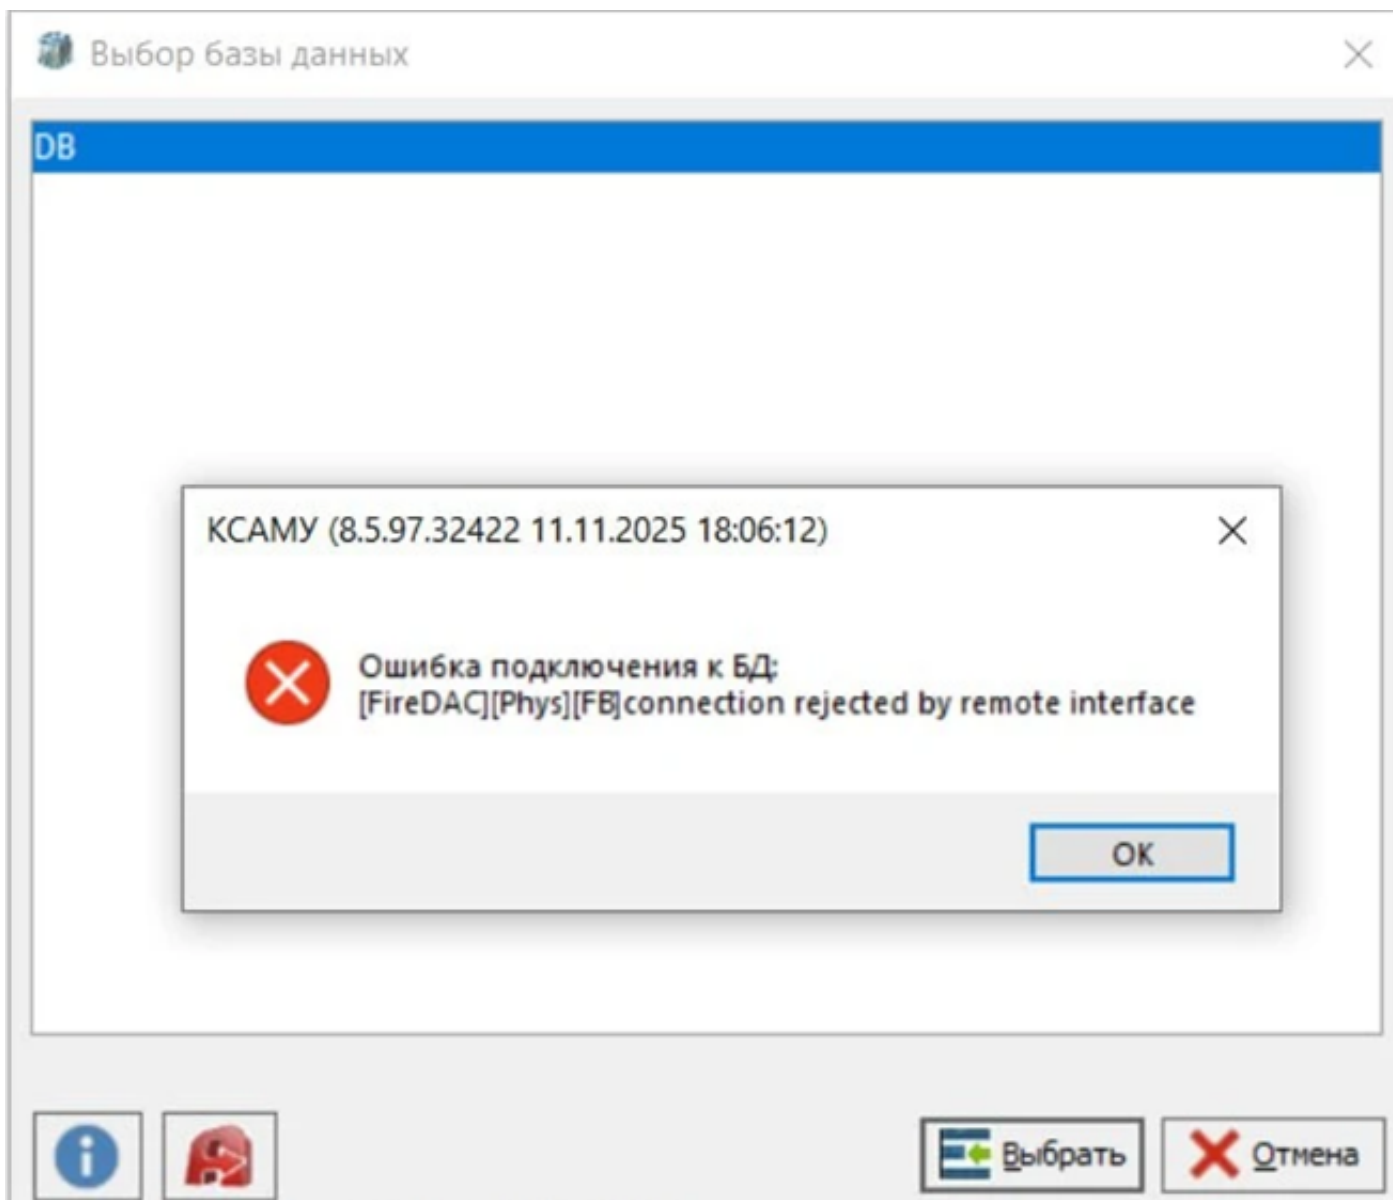 Выбор базы данных
DB
КСАМУ (8.5.97.32422 11.11.2025 18:06:12)
Ошибка подключения к БД:
[FireDAC][Phys][FB]connection rejected by remote interface
OK
Выбрать
Отмена